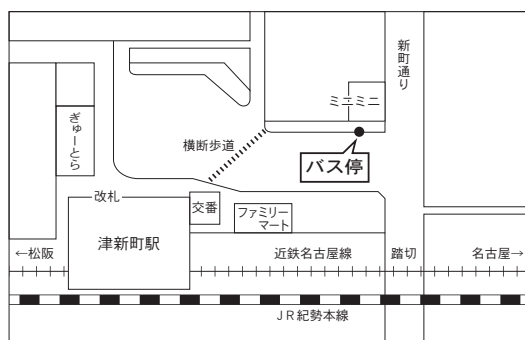 新町通り
ミニミニ
ぎゅーとら
横断歩道
バス停
改札
交番
ファミリー
マート
津新町駅
←松阪
近鉄名古屋線
踏切
名古屋→
JR紀勢本線